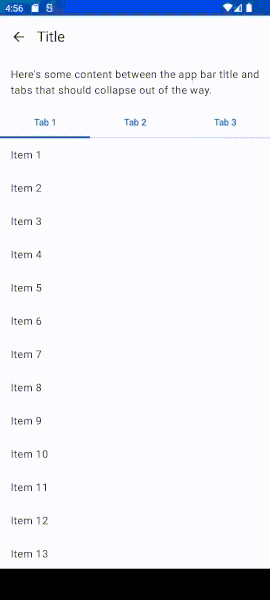 4:56
Title
Here's some content between the app bar title and
tabs that should collapse out of the way.
Tab 1 Tab 2 Tab 3
Item 1
Item 2
Item 3
Item 4
Item 5
Item 6
Item 7
Item 8
Item 9
Item 10
Item 11
Item 12
Item 13